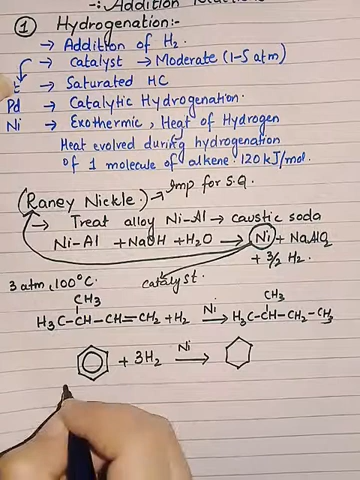 -: Addition Reactions
① Hydrogenation:-
→ Addition of H₂.
→ catalyst → Moderate (1-5 atm)
Pt → Saturated HC
Pd → Catalytic Hydrogenation.
Ni → Exothermic, Heat of Hydrogen
Heat evolved during hydrogenation
of 1 molecule of alkene 120 kJ/mol.
(Raney Nickle.) → Imp for S.Q.
→ Treat alloy Ni-Al → caustic soda
Ni-Al + NaOH + H₂O → Ni + NaAlO₂
+ 3/2 H₂.
3 atm, 100°C. catalyst.
CH₃ CH₃
H₃C-CH-CH=CH₂ + H₂ Ni→ H₃C-CH-CH₂-CH₃
+ 3H₂ Ni→